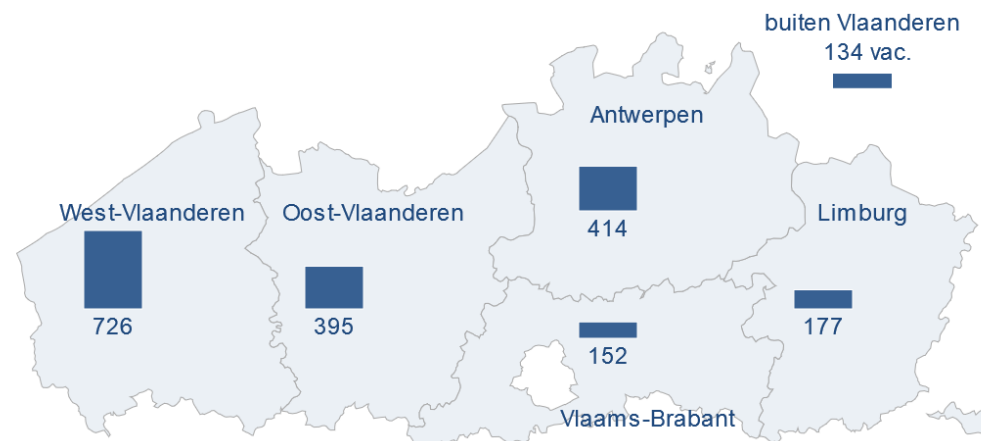 buiten Vlaanderen
134 vac.
Antwerpen
414
West-Vlaanderen
726
Oost-Vlaanderen
395
Limburg
177
152
Vlaams-Brabant